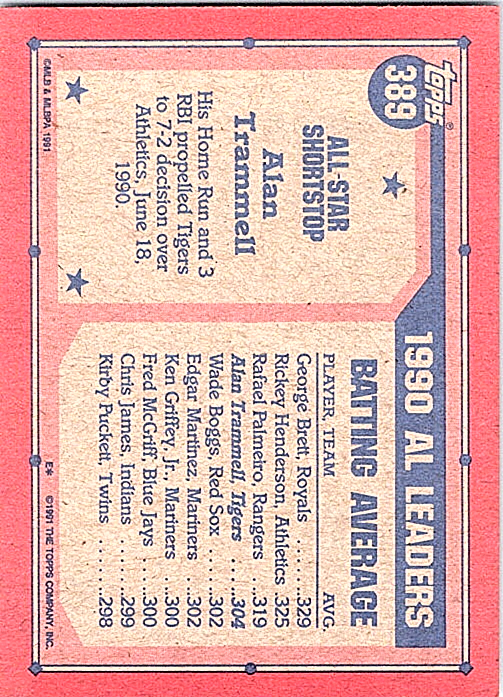 topps®
389
ALL-STAR
SHORTSTOP
Alan
Trammell
His Home Run and 3
RBI propelled Tigers
to 7-2 decision over
Athletics, June 18,
1990.
©MLB & MLBPA 1991
1990 AL LEADERS
BATTING AVERAGE
PLAYER, TEAM AVG.
George Brett, Royals .......329
Rickey Henderson, Athletics .325
Rafael Palmeiro, Rangers ....319
Alan Trammell, Tigers .....304
Wade Boggs, Red Sox .....302
Edgar Martinez, Mariners ....302
Ken Griffey, Jr., Mariners ....300
Fred McGriff, Blue Jays .....300
Chris James, Indians ......299
Kirby Puckett, Twins ......298
E* ©1991 THE TOPPS COMPANY, INC.